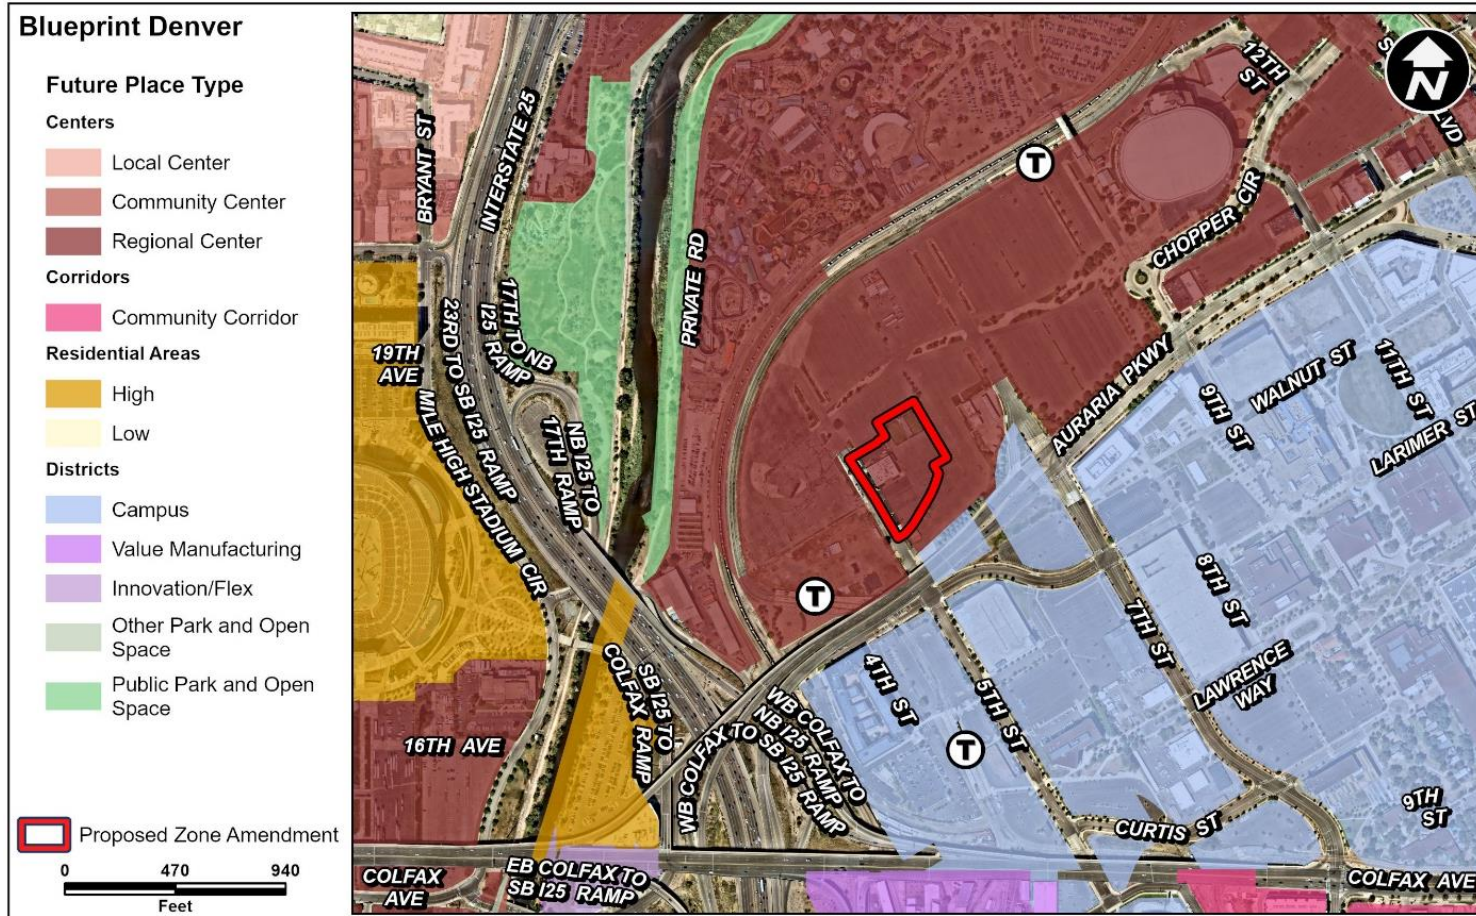 Blueprint Denver
Future Place Type
Centers
Local Center
Community Center
Regional Center
Corridors
Community Corridor
Residential Areas
High
Low
Districts
Campus
Value Manufacturing
Innovation/Flex
Other Park and Open
Space
Public Park and Open
Space
Proposed Zone Amendment
0 470 940
Feet
N
BRYANT ST
INTERSTATE 25
12TH
ST
LVD
T
CHOPPER CIR
PRIVATE RD
17TH TO NB
I25 RAMP
23RD TO SB I25 RAMP
19TH
AVE
MILE HIGH STADIUM CIR
NB I25 TO
17TH RAMP
AURARIA PKWY
9TH ST
WALNUT ST
11TH ST
LARIMER ST
T
8TH ST
7TH ST
LAWRENCE
WAY
4TH ST
5TH ST
T
SB I25 TO
COLFAX RAMP
16TH AVE
WB COLFAX TO SB I25 RAMP
WB COLFAX TO
NB I25 RAMP
CURTIS ST
9TH
ST
COLFAX
AVE
EB COLFAX TO
SB I25 RAMP
COLFAX AVE